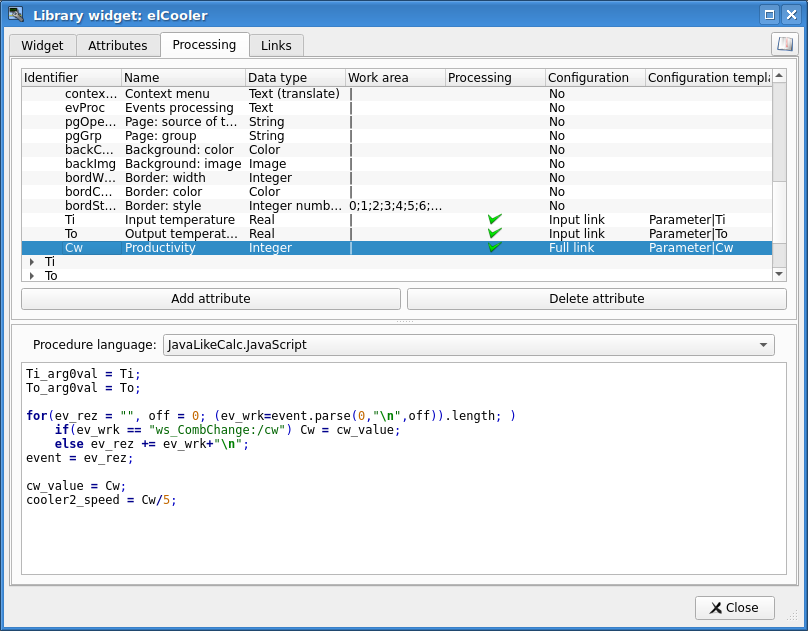 Library widget: elCooler
Widget Attributes Processing Links
Identifier Name Data type Work area Processing Configuration Configuration templa
contex... Context menu Text (translate) | No
evProc Events processing Text | No
pgOpe... Page: source of t... String | No
pgGrp Page: group String | No
backC... Background: color Color | No
backImg Background: image Image | No
bordW... Border: width Integer | No
bordC... Border: color Color | No
bordSt... Border: style Integer numb... 0;1;2;3;4;5;6;... No
Ti Input temperature Real | Input link Parameter|Ti
To Output temperat... Real | Input link Parameter|To
Cw Productivity Integer | Full link Parameter|Cw
Ti
To
Add attribute Delete attribute
Procedure language: JavaLikeCalc.JavaScript
Ti_arg0val = Ti;
To_arg0val = To;
for(ev_rez = "", off = 0; (ev_wrk=event.parse(0,"\n",off)).length; )
    if(ev_wrk == "ws_CombChange:/cw") Cw = cw_value;
    else ev_rez += ev_wrk+"\n";
event = ev_rez;
cw_value = Cw;
cooler2_speed = Cw/5;
Close